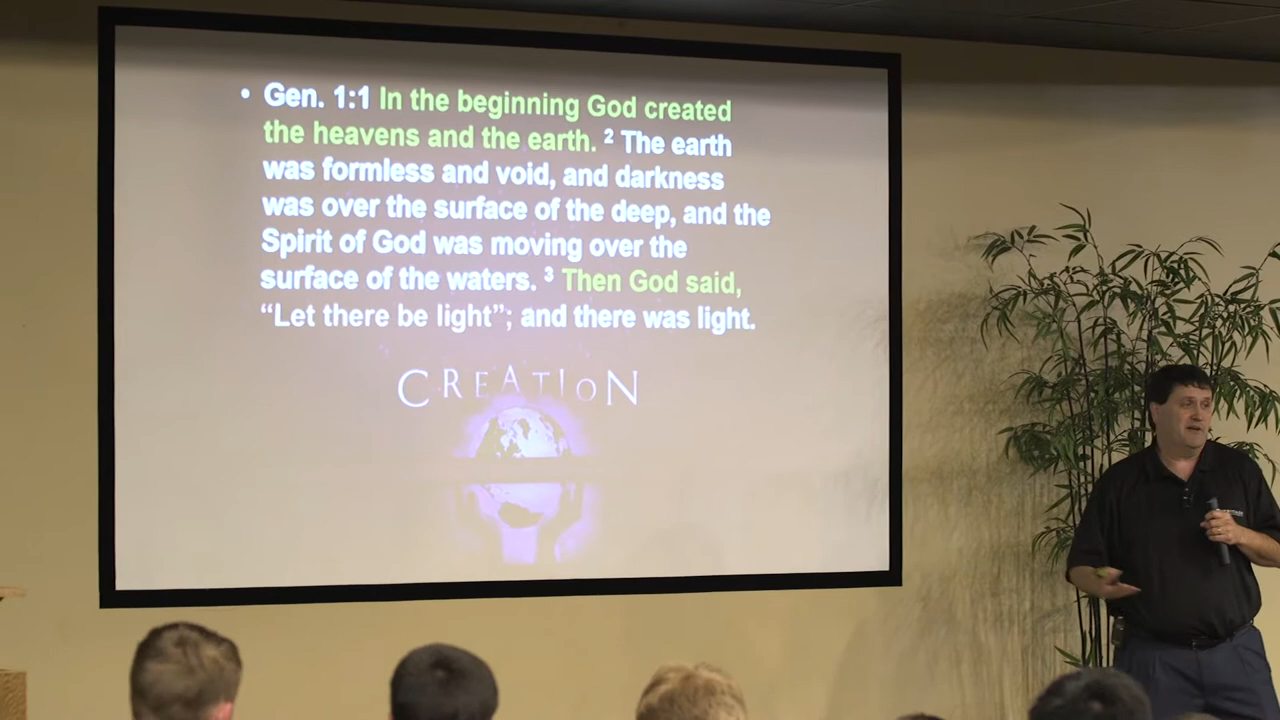 • Gen. 1:1 In the beginning God created
the heavens and the earth. ² The earth
was formless and void, and darkness
was over the surface of the deep, and the
Spirit of God was moving over the
surface of the waters. ³ Then God said,
“Let there be light”; and there was light.
CREATION